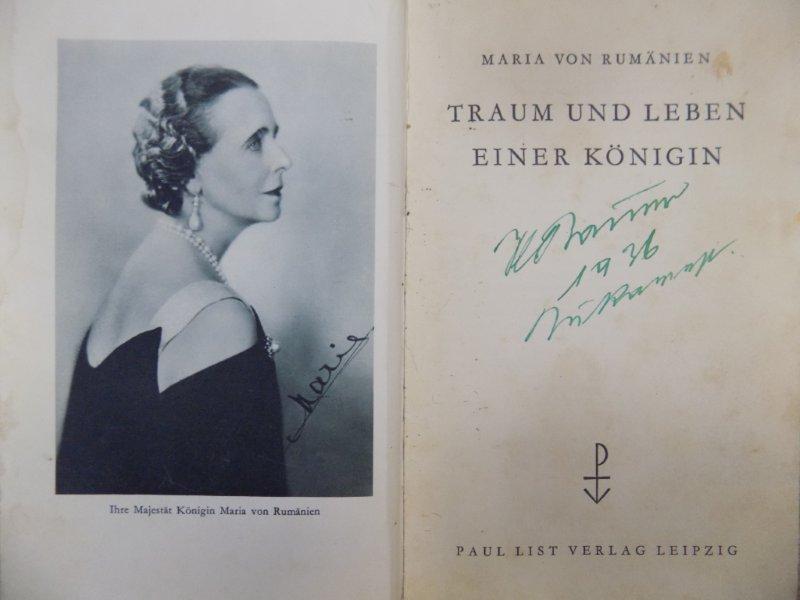 Marie
Ihre Majestät Königin Maria von Rumänien
MARIA VON RUMÄNIEN
TRAUM UND LEBEN
EINER KÖNIGIN
1936
PAUL LIST VERLAG LEIPZIG